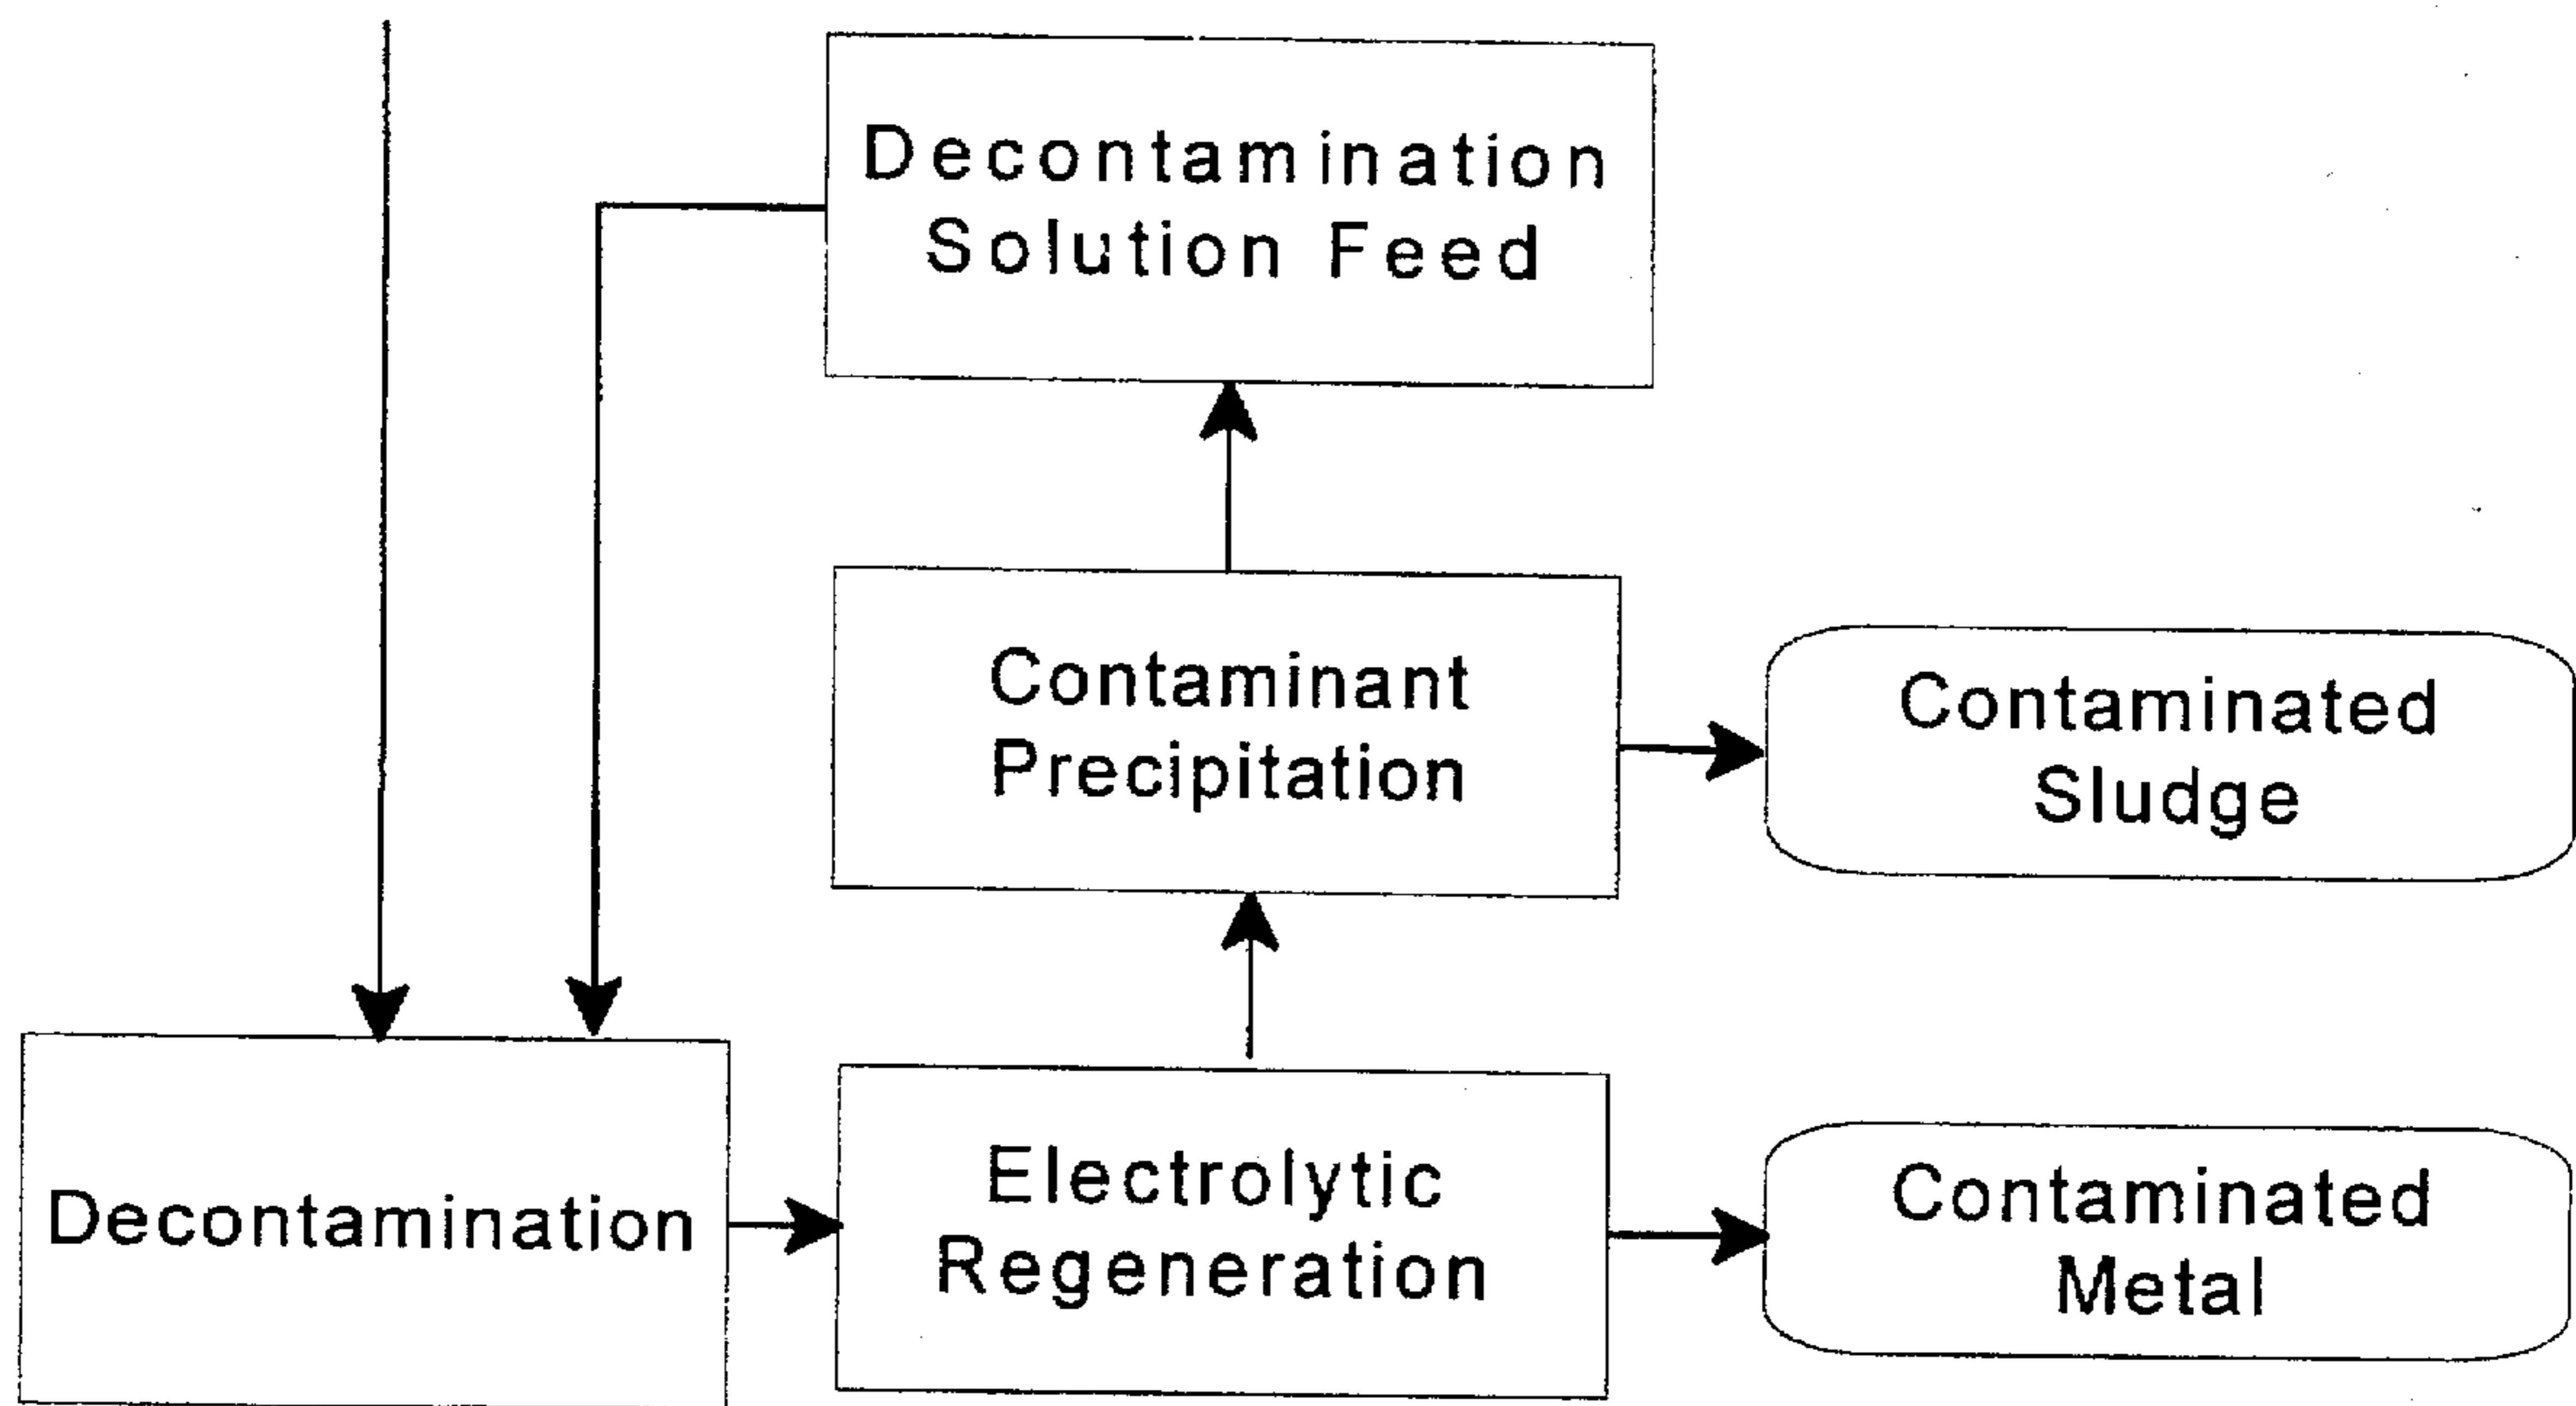 Decontamination
Solution Feed
Contaminant
Precipitation
Contaminated
Sludge
Decontamination
Electrolytic
Regeneration
Contaminated
Metal